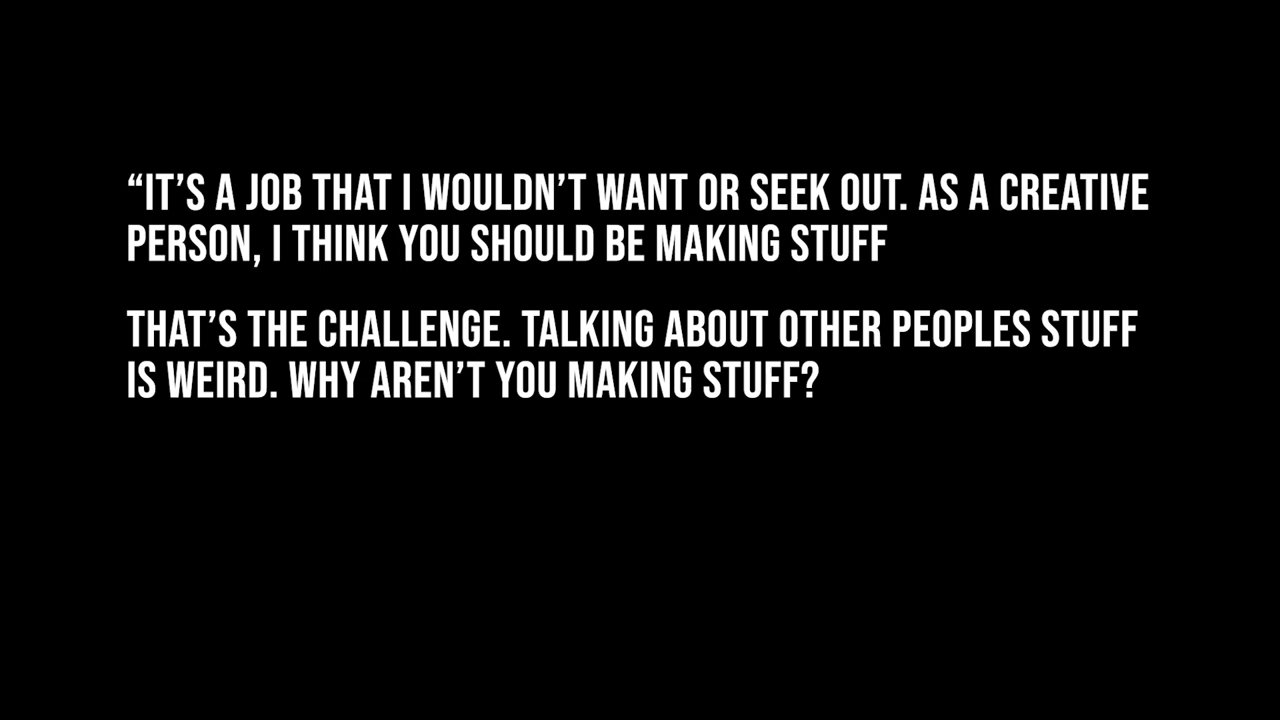 “IT’S A JOB THAT I WOULDN’T WANT OR SEEK OUT. AS A CREATIVE
PERSON, I THINK YOU SHOULD BE MAKING STUFF
THAT’S THE CHALLENGE. TALKING ABOUT OTHER PEOPLES STUFF
IS WEIRD. WHY AREN’T YOU MAKING STUFF?